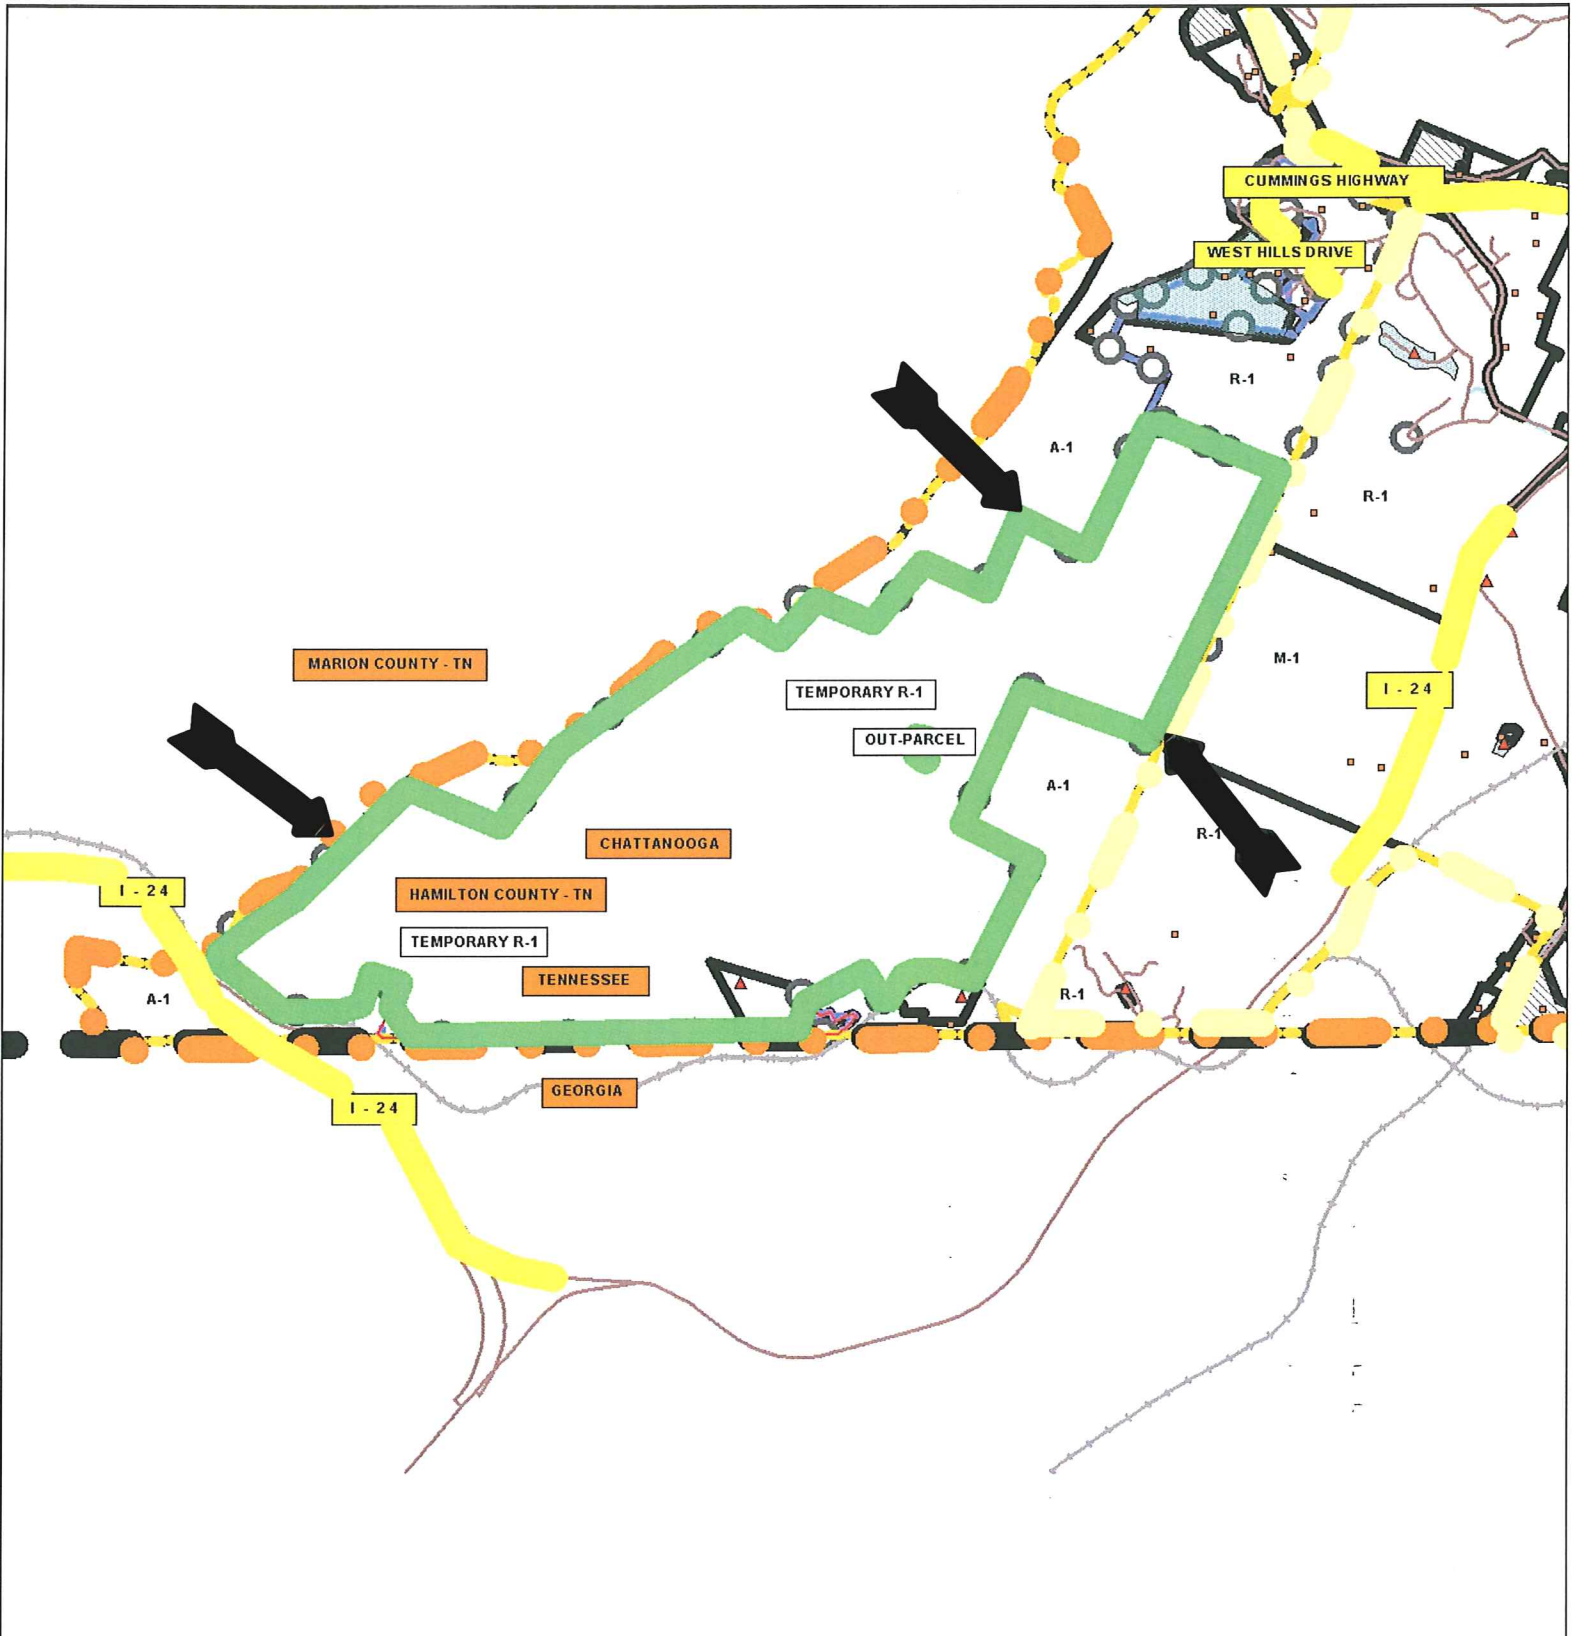 CUMMINGS HIGHWAY
WEST HILLS DRIVE
R-1
A-1
R-1
MARION COUNTY - TN
M-1
TEMPORARY R-1
I - 24
OUT-PARCEL
A-1
R-1
CHATTANOOGA
I - 24
HAMILTON COUNTY - TN
TEMPORARY R-1
TENNESSEE
A-1
R-1
GEORGIA
I - 24